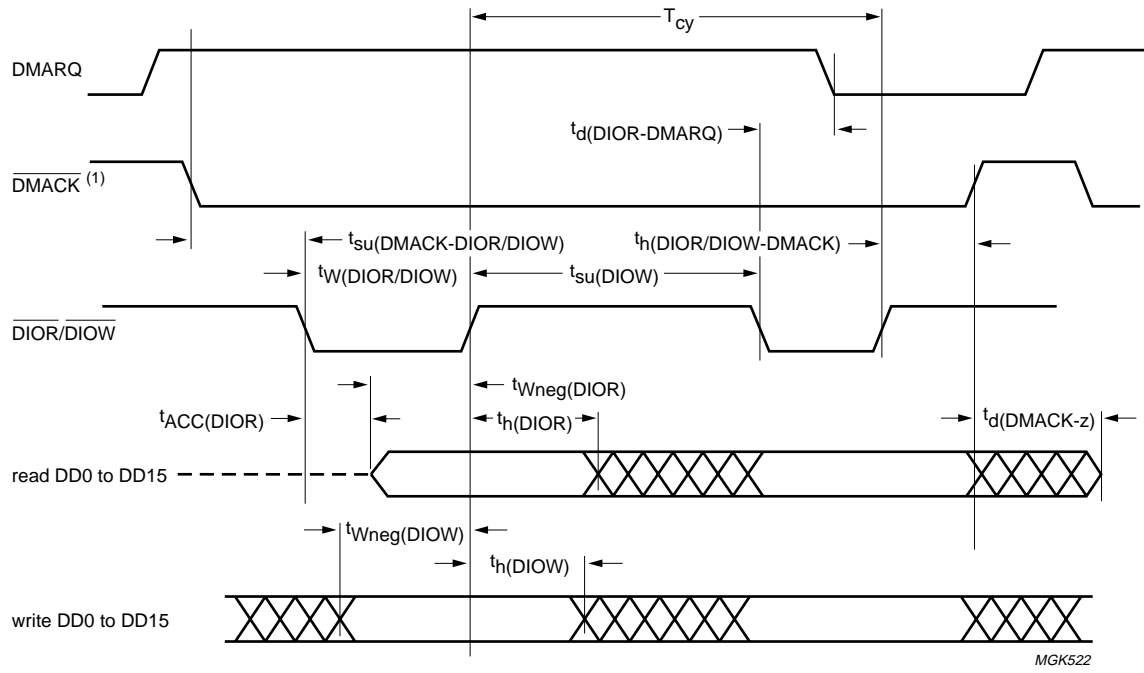 Tcy
DMARQ
td(DIOR-DMARQ)
DMACK (1)
tsu(DMACK-DIOR/DIOW)
th(DIOR/DIOW-DMACK)
tW(DIOR/DIOW)
tsu(DIOW)
DIOR/DIOW
tWneg(DIOR)
tACC(DIOR)
th(DIOR)
td(DMACK-z)
read DD0 to DD15
tWneg(DIOW)
th(DIOW)
write DD0 to DD15
MGK522